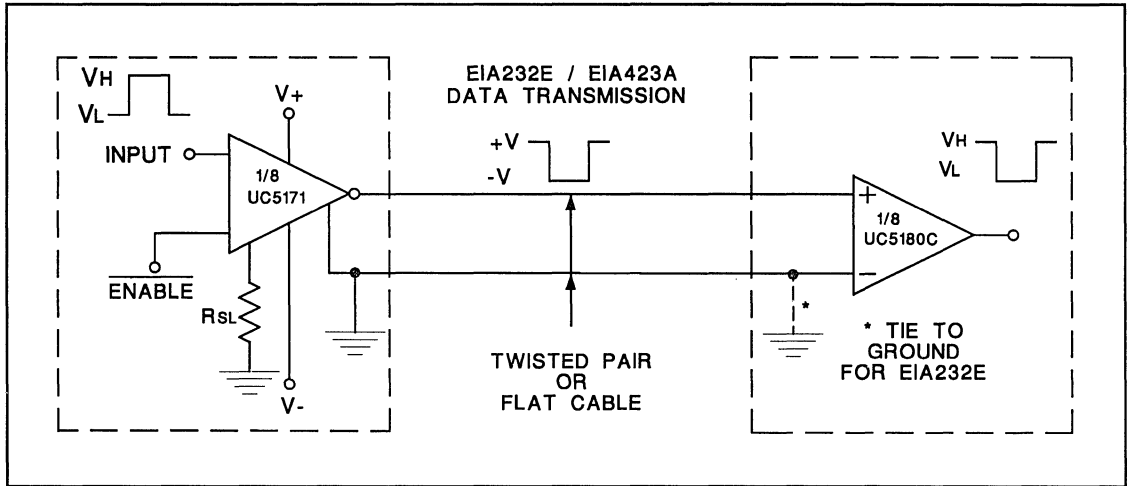 VH
VL
INPUT
V+
1/8
UC5171
ENABLE
RSL
V-
EIA232E / EIA423A
DATA TRANSMISSION
+V
-V
TWISTED PAIR
OR
FLAT CABLE
VH
VL
+
1/8
UC5180C
−
*
* TIE TO
GROUND
FOR EIA232E